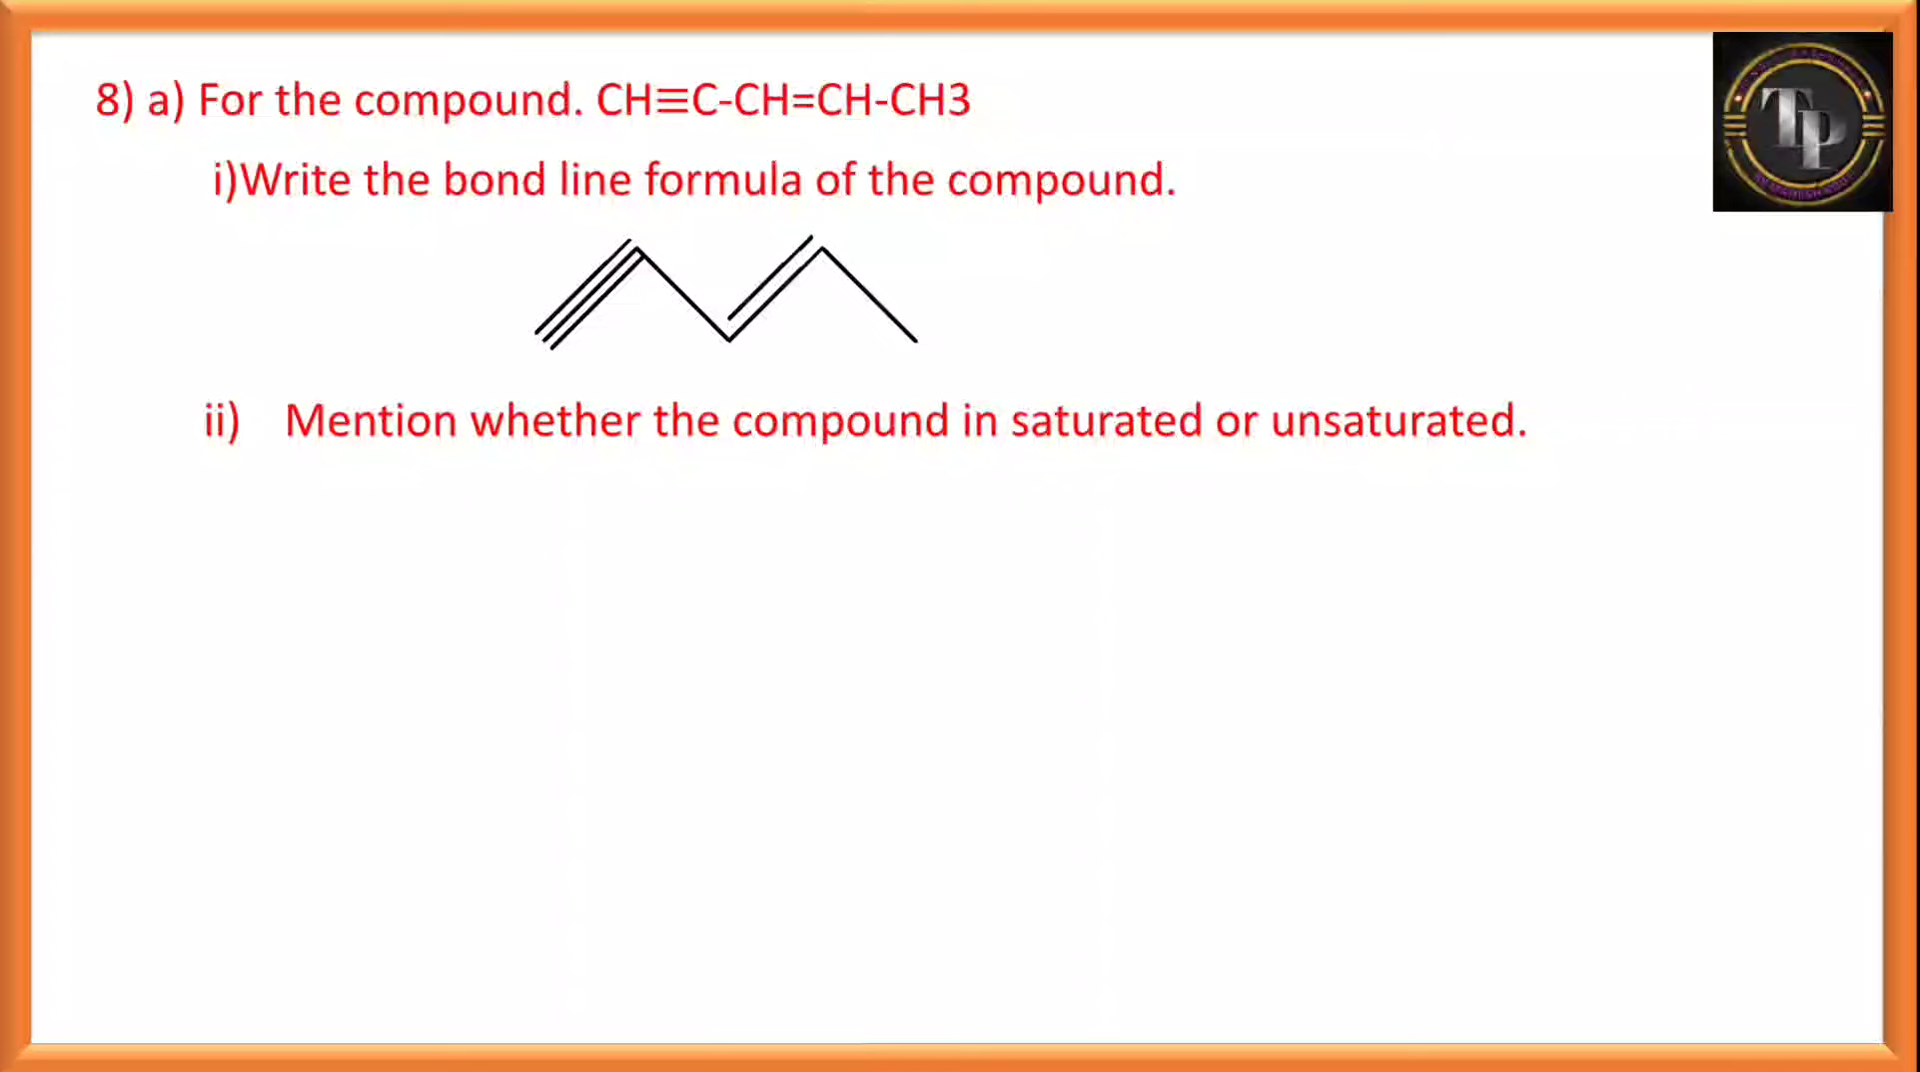 8) a) For the compound. CH≡C-CH=CH-CH3
i)Write the bond line formula of the compound.
ii) Mention whether the compound in saturated or unsaturated.
TP